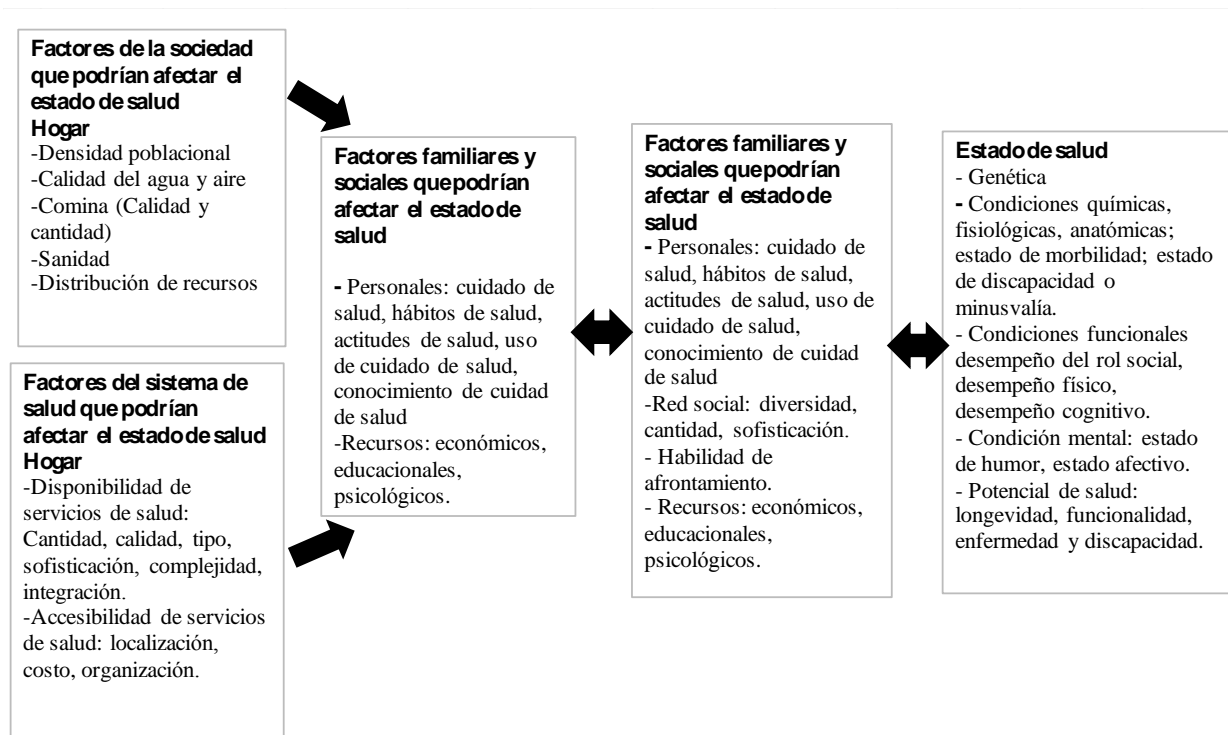 Factores de la sociedad
que podrían afectar el
estado de salud
Hogar
-Densidad poblacional
-Calidad del agua y aire
-Comina (Calidad y
cantidad)
-Sanidad
-Distribución de recursos
Factores del sistema de
salud que podrían
afectar el estado de salud
Hogar
-Disponibilidad de
servicios de salud:
Cantidad, calidad, tipo,
sofisticación, complejidad,
integración.
-Accesibilidad de servicios
de salud: localización,
costo, organización.
Factores familiares y
sociales que podrían
afectar el estado de
salud
- Personales: cuidado de
salud, hábitos de salud,
actitudes de salud, uso
de cuidado de salud,
conocimiento de cuidad
de salud
-Recursos: económicos,
educacionales,
psicológicos.
Factores familiares y
sociales que podrían
afectar el estado de
salud
- Personales: cuidado de
salud, hábitos de salud,
actitudes de salud, uso de
cuidado de salud,
conocimiento de cuidad
de salud
-Red social: diversidad,
cantidad, sofisticación.
- Habilidad de
afrontamiento.
- Recursos: económicos,
educacionales,
psicológicos.
Estado de salud
- Genética
- Condiciones químicas,
fisiológicas, anatómicas;
estado de morbilidad; estado
de discapacidad o
minusvalía.
- Condiciones funcionales
desempeño del rol social,
desempeño físico,
desempeño cognitivo.
- Condición mental: estado
de humor, estado afectivo.
- Potencial de salud:
longevidad, funcionalidad,
enfermedad y discapacidad.